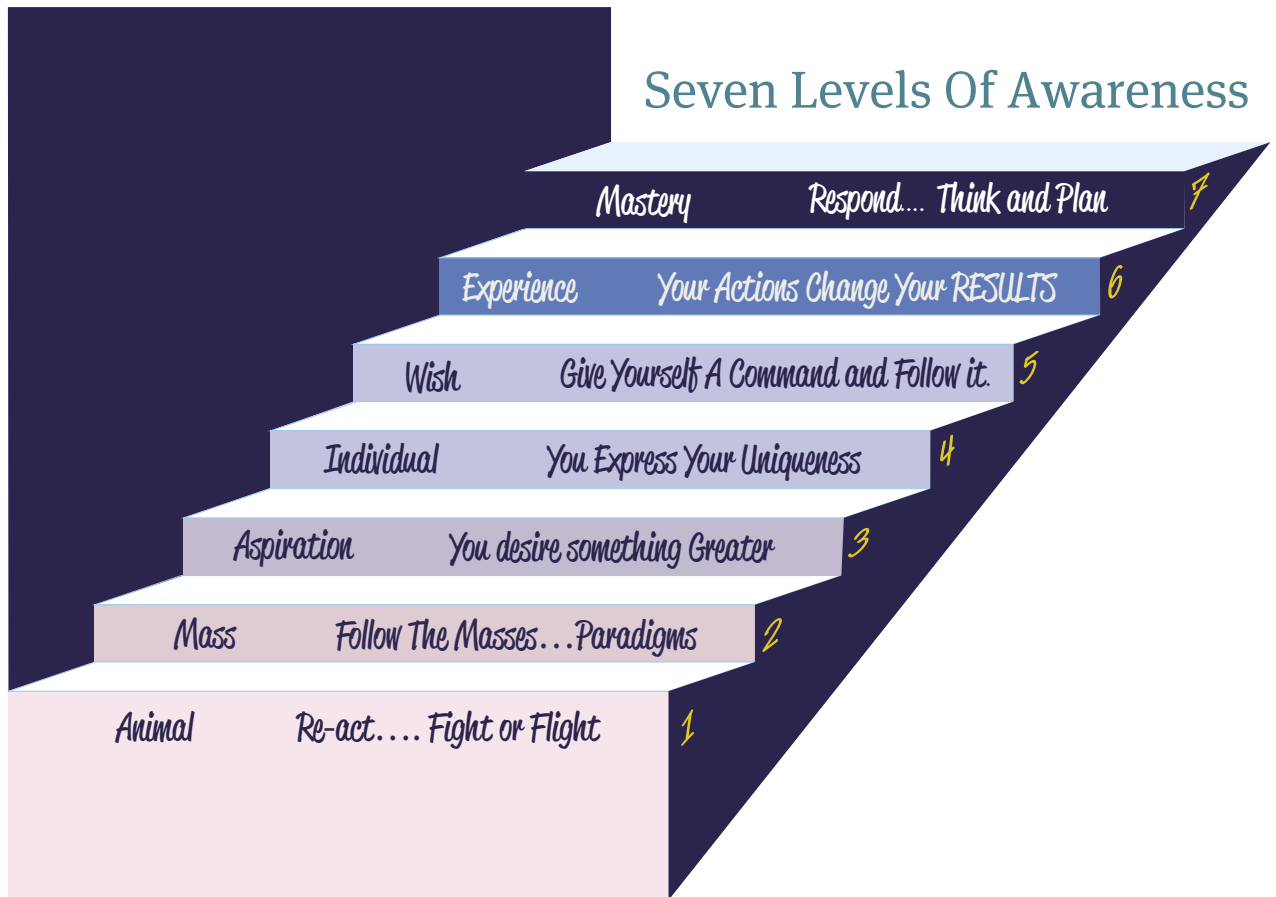 Seven Levels Of Awareness
Mastery Respond.... Think and Plan 7
Experience Your Actions Change Your RESULTS 6
Wish Give Yourself A Command and Follow it. 5
Individual You Express Your Uniqueness 4
Aspiration You desire something Greater 3
Mass Follow The Masses...Paradigms 2
Animal Re-act.... Fight or Flight 1